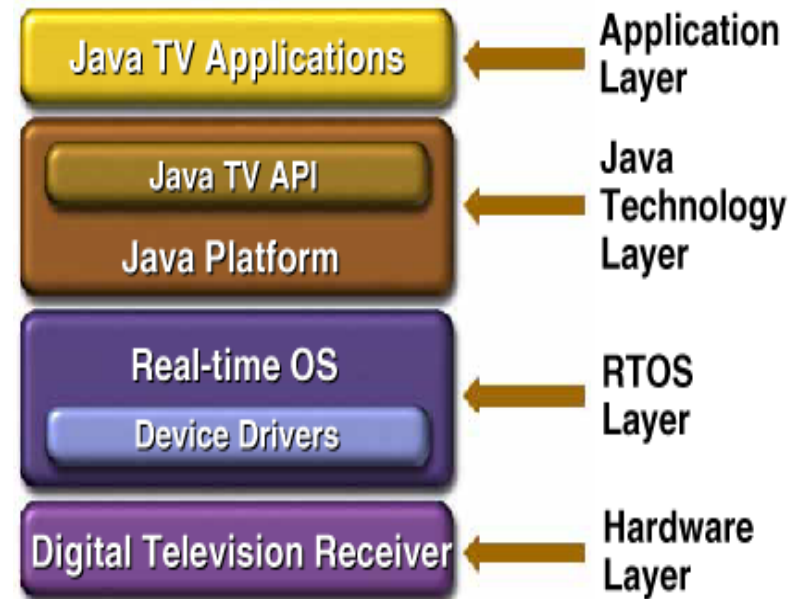 Java TV Applications
Application
Layer
Java TV API
Java Platform
Java
Technology
Layer
Real-time OS
Device Drivers
RTOS
Layer
Digital Television Receiver
Hardware
Layer